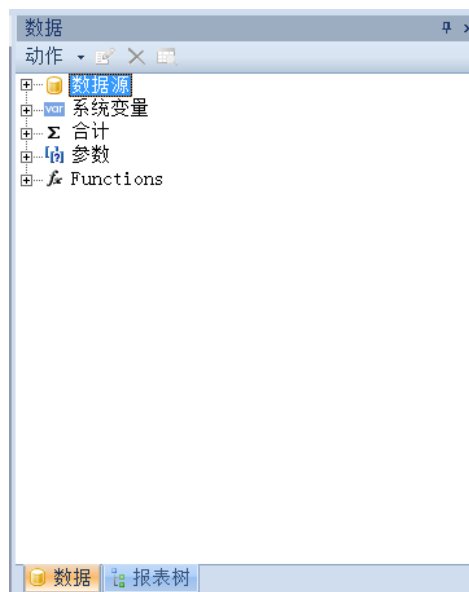 数据
动作
数据源
var 系统变量
Σ 合计
[?] 参数
fx Functions
数据 报表树